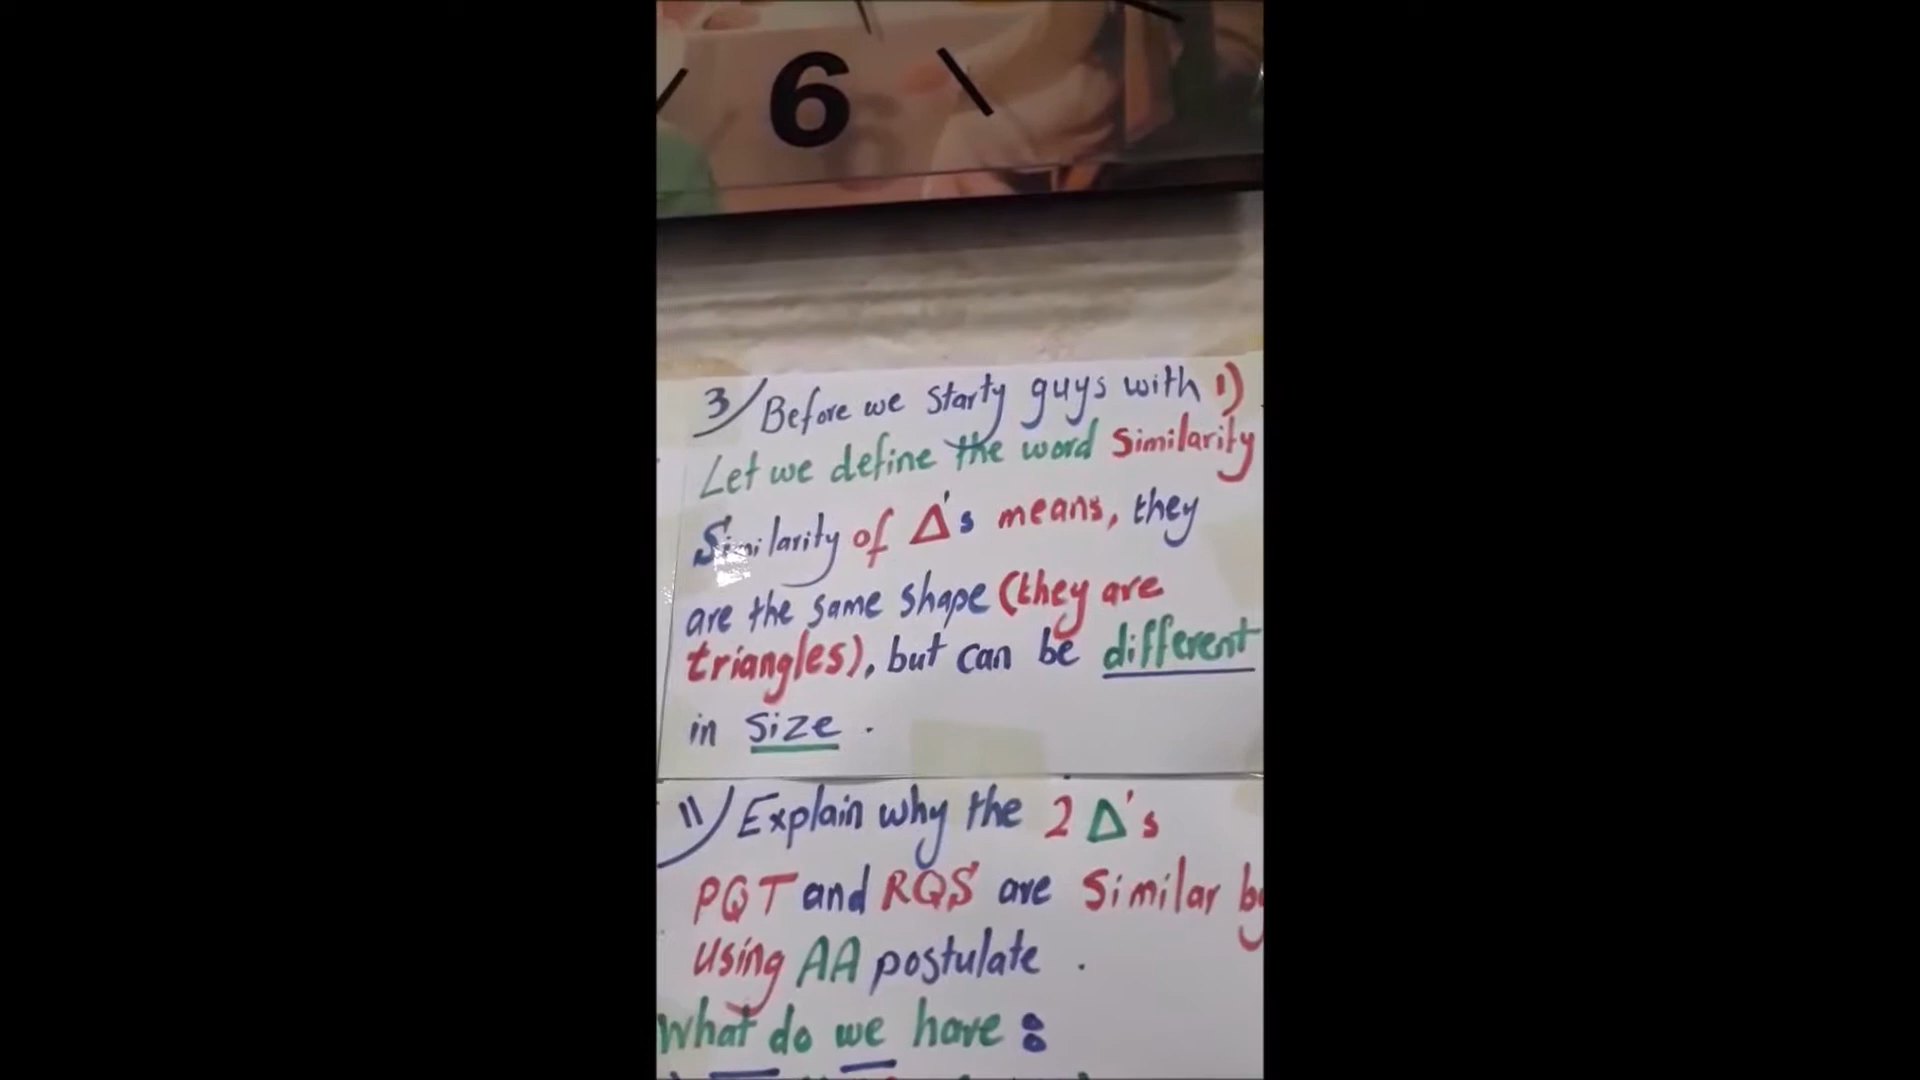 6
3/ Before we starty guys with 1)
Let we define the word Similarity
Similarity of Δ's means, they
are the same shape (they are
triangles), but can be different
in size .
11) Explain why the 2 Δ's
PQT and RQS are Similar by
using AA postulate .
What do we have :